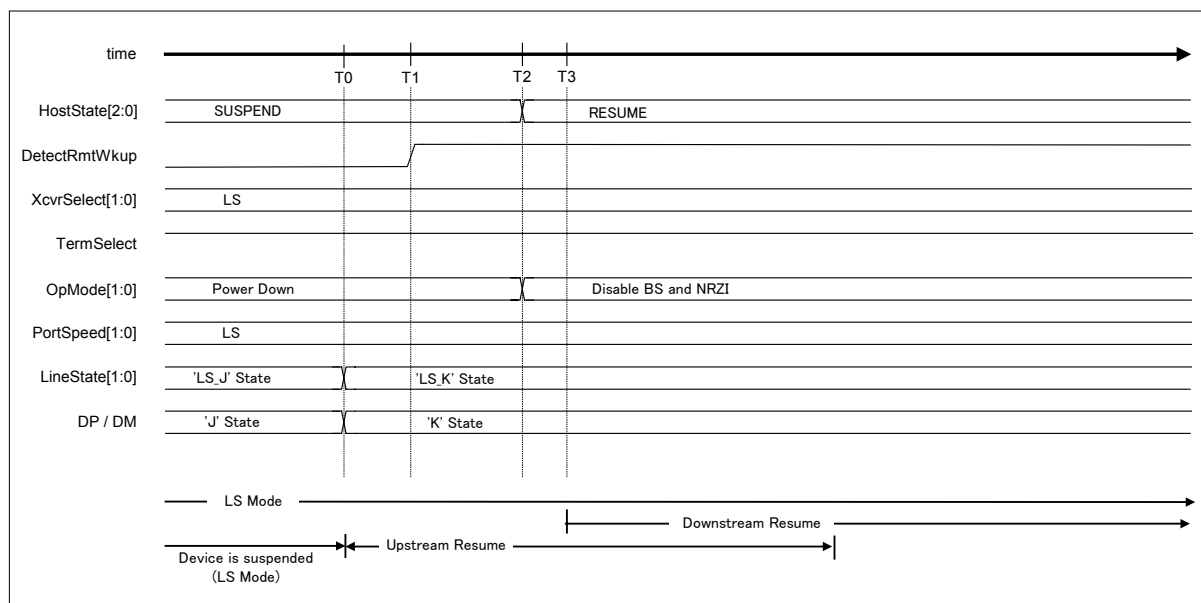 time
T0 T1 T2 T3
HostState[2:0] SUSPEND RESUME
DetectRmtWkup
XcvrSelect[1:0] LS
TermSelect
OpMode[1:0] Power Down Disable BS and NRZI
PortSpeed[1:0] LS
LineState[1:0] 'LS_J' State 'LS_K' State
DP / DM 'J' State 'K' State
LS Mode
Downstream Resume
Upstream Resume
Device is suspended
(LS Mode)